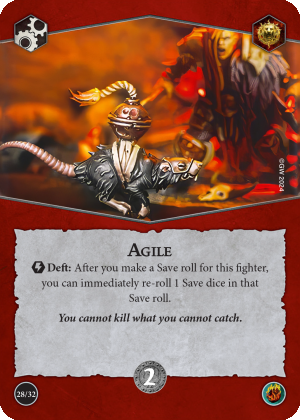 ©GW 2024
AGILE
Deft: After you make a Save roll for this fighter,
you can immediately re-roll 1 Save dice in that
Save roll.
You cannot kill what you cannot catch.
2
28/32